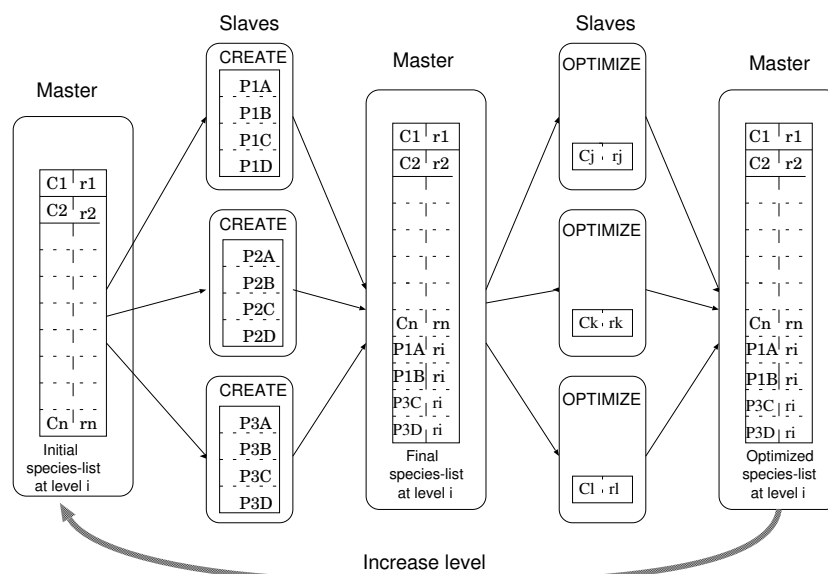 Slaves
Slaves
Master
Master
Master
CREATE
P1A
P1B
P1C
P1D
CREATE
P2A
P2B
P2C
P2D
CREATE
P3A
P3B
P3C
P3D
C1 r1
C2 r2
Cn rn
Initial
species-list
at level i
C1 r1
C2 r2
Cn rn
P1A ri
P1B ri
P3C ri
P3D ri
Final
species-list
at level i
OPTIMIZE
Cj rj
OPTIMIZE
Ck rk
OPTIMIZE
Cl rl
C1 r1
C2 r2
Cn rn
P1A ri
P1B ri
P3C ri
P3D ri
Optimized
species-list
at level i
Increase level